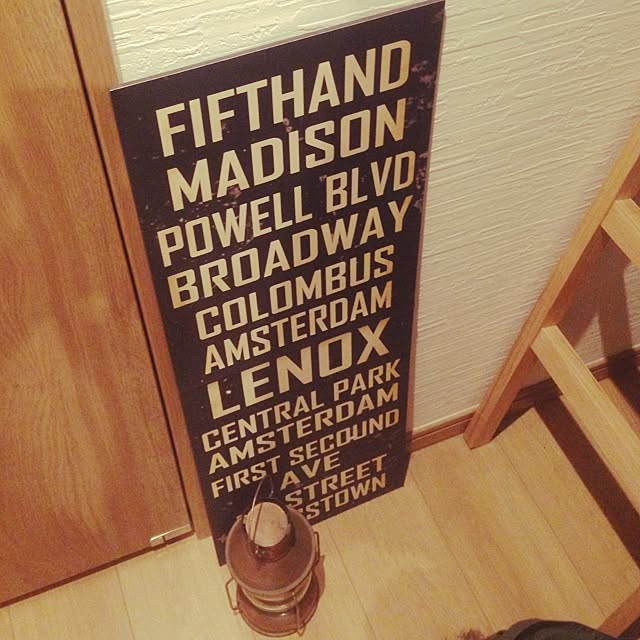 FIFTHAND
MADISON
POWELL BLVD
BROADWAY
COLOMBUS
AMSTERDAM
LENOX
CENTRAL PARK
AMSTERDAM
FIRST SECOUND
AVE
STREET